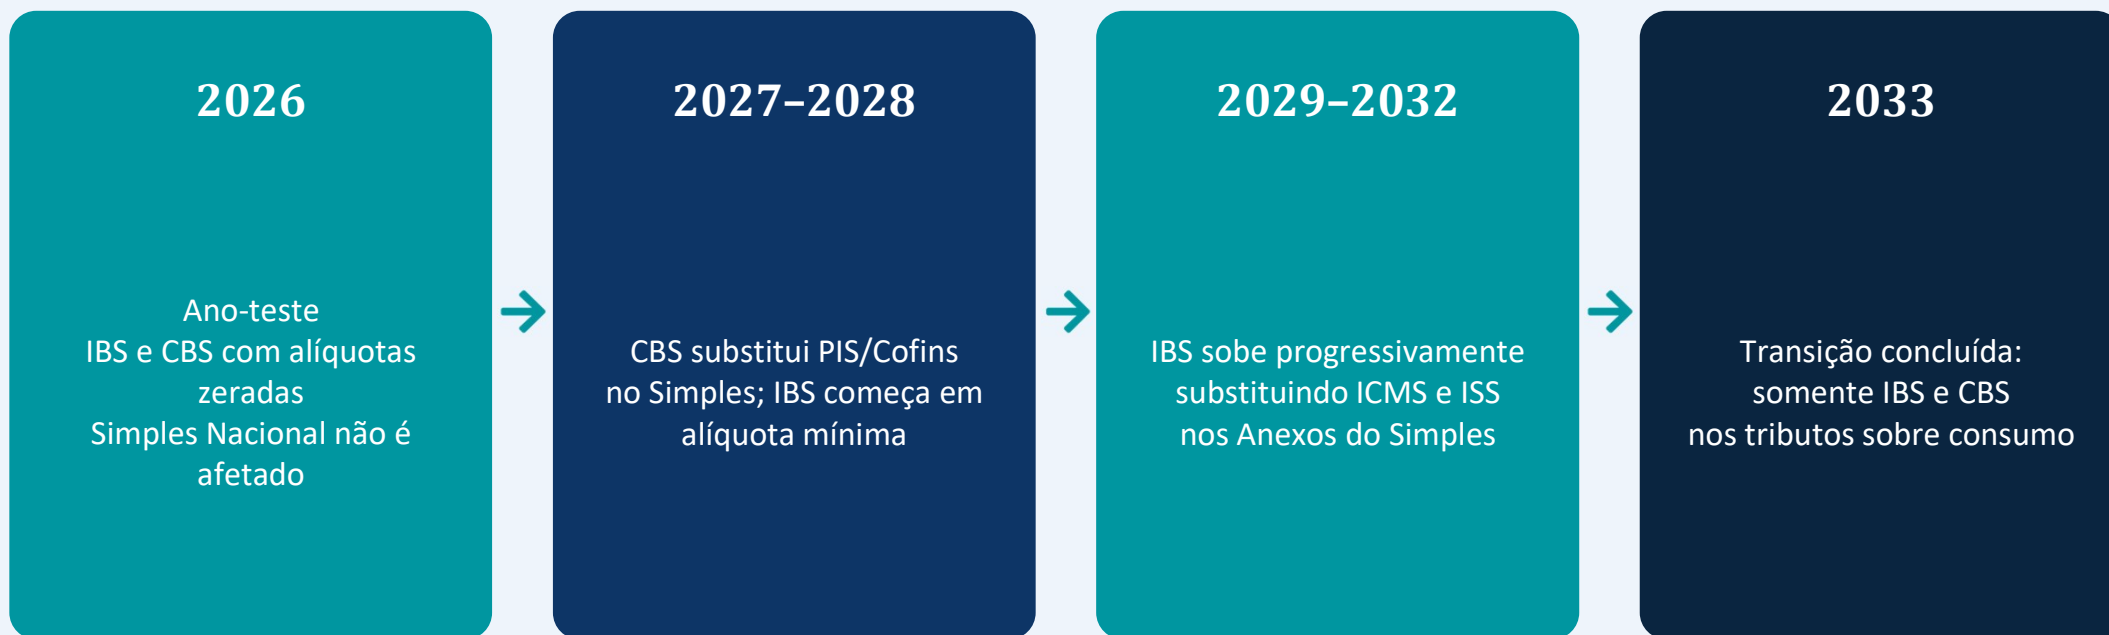 2026
Ano-teste
IBS e CBS com alíquotas
zeradas
Simples Nacional não é
afetado
2027–2028
CBS substitui PIS/Cofins
no Simples; IBS começa em
alíquota mínima
2029–2032
IBS sobe progressivamente
substituindo ICMS e ISS
nos Anexos do Simples
2033
Transição concluída:
somente IBS e CBS
nos tributos sobre consumo